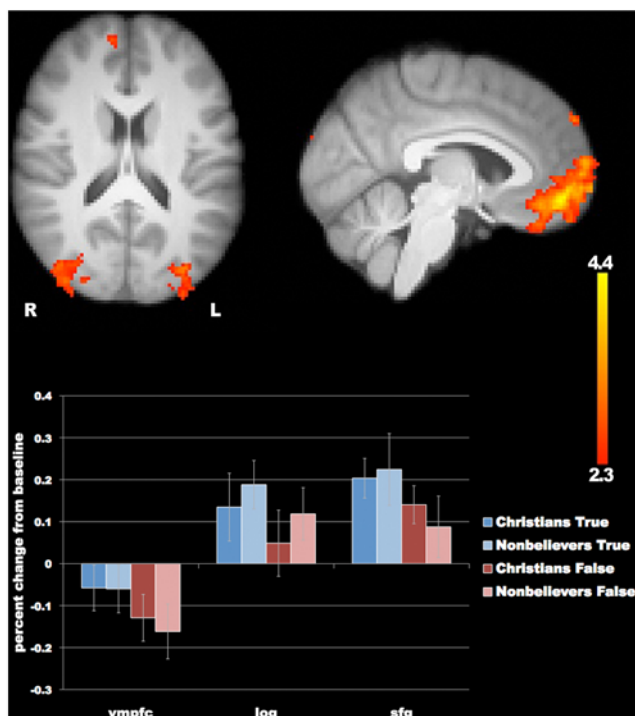 R
L
4.4
2.3
percent change from baseline
0.4
0.3
0.2
0.1
0
-0.1
-0.2
-0.3
vmpfc
log
sfg
Christians True
Nonbelievers True
Christians False
Nonbelievers False